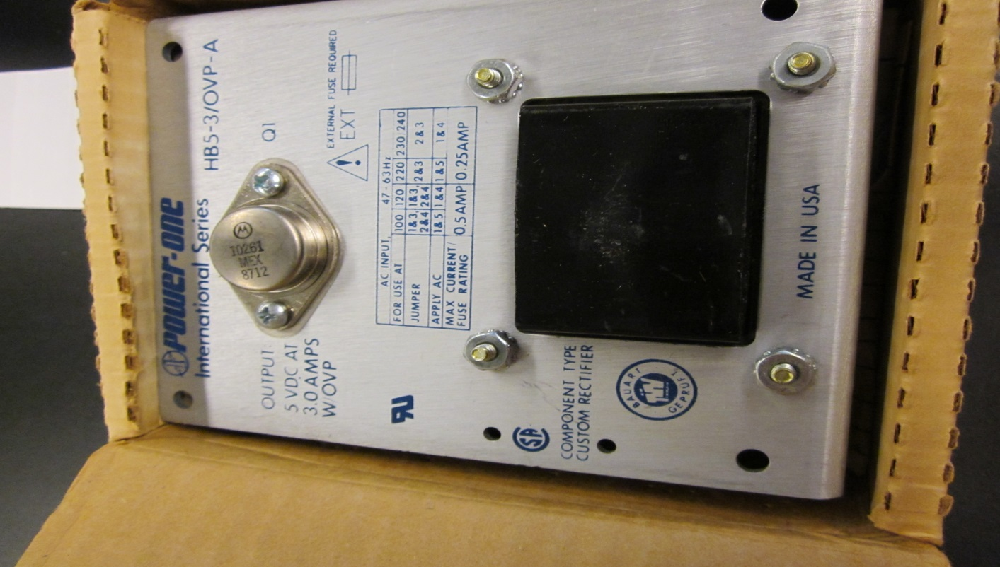 POWER-ONE
International Series
HB5-3/OVP-A
OUTPUT:
5 VDC AT
3.0 AMPS
W/OVP
M
10261
MEX
8712
Q1
EXTERNAL FUSE REQUIRED
EXT
AC INPUT, 47-63Hz
FOR USE AT 100 120 220 230/240
JUMPER 1&3, 2&4 1&3, 2&4 2&3 2&3
APPLY AC 1&5 1&4 1&5 1&4
MAX CURRENT/
FUSE RATING 0.5AMP 0.25AMP
RU
SA
COMPONENT TYPE
CUSTOM RECTIFIER
BAUART
GEPRÜFT
MADE IN USA